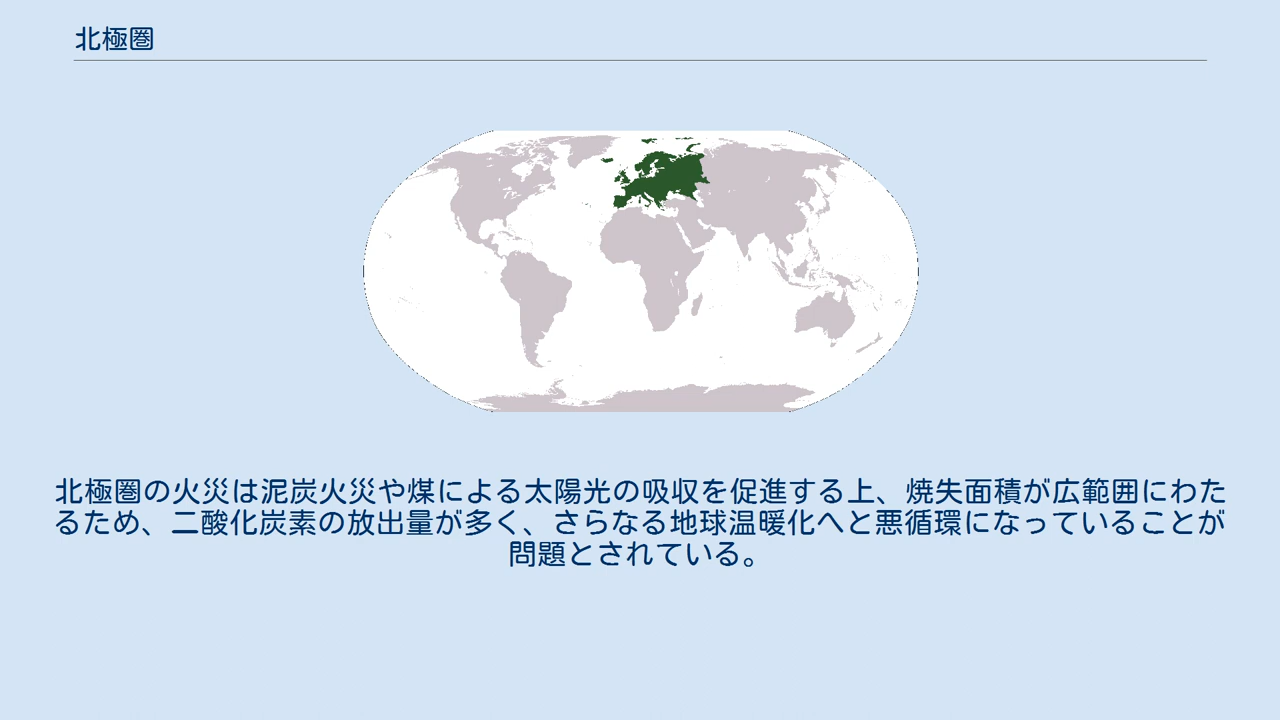 北極圏
北極圏の火災は泥炭火災や煤による太陽光の吸収を促進する上、焼失面積が広範囲にわた
るため、二酸化炭素の放出量が多く、さらなる地球温暖化へと悪循環になっていることが
問題とされている。